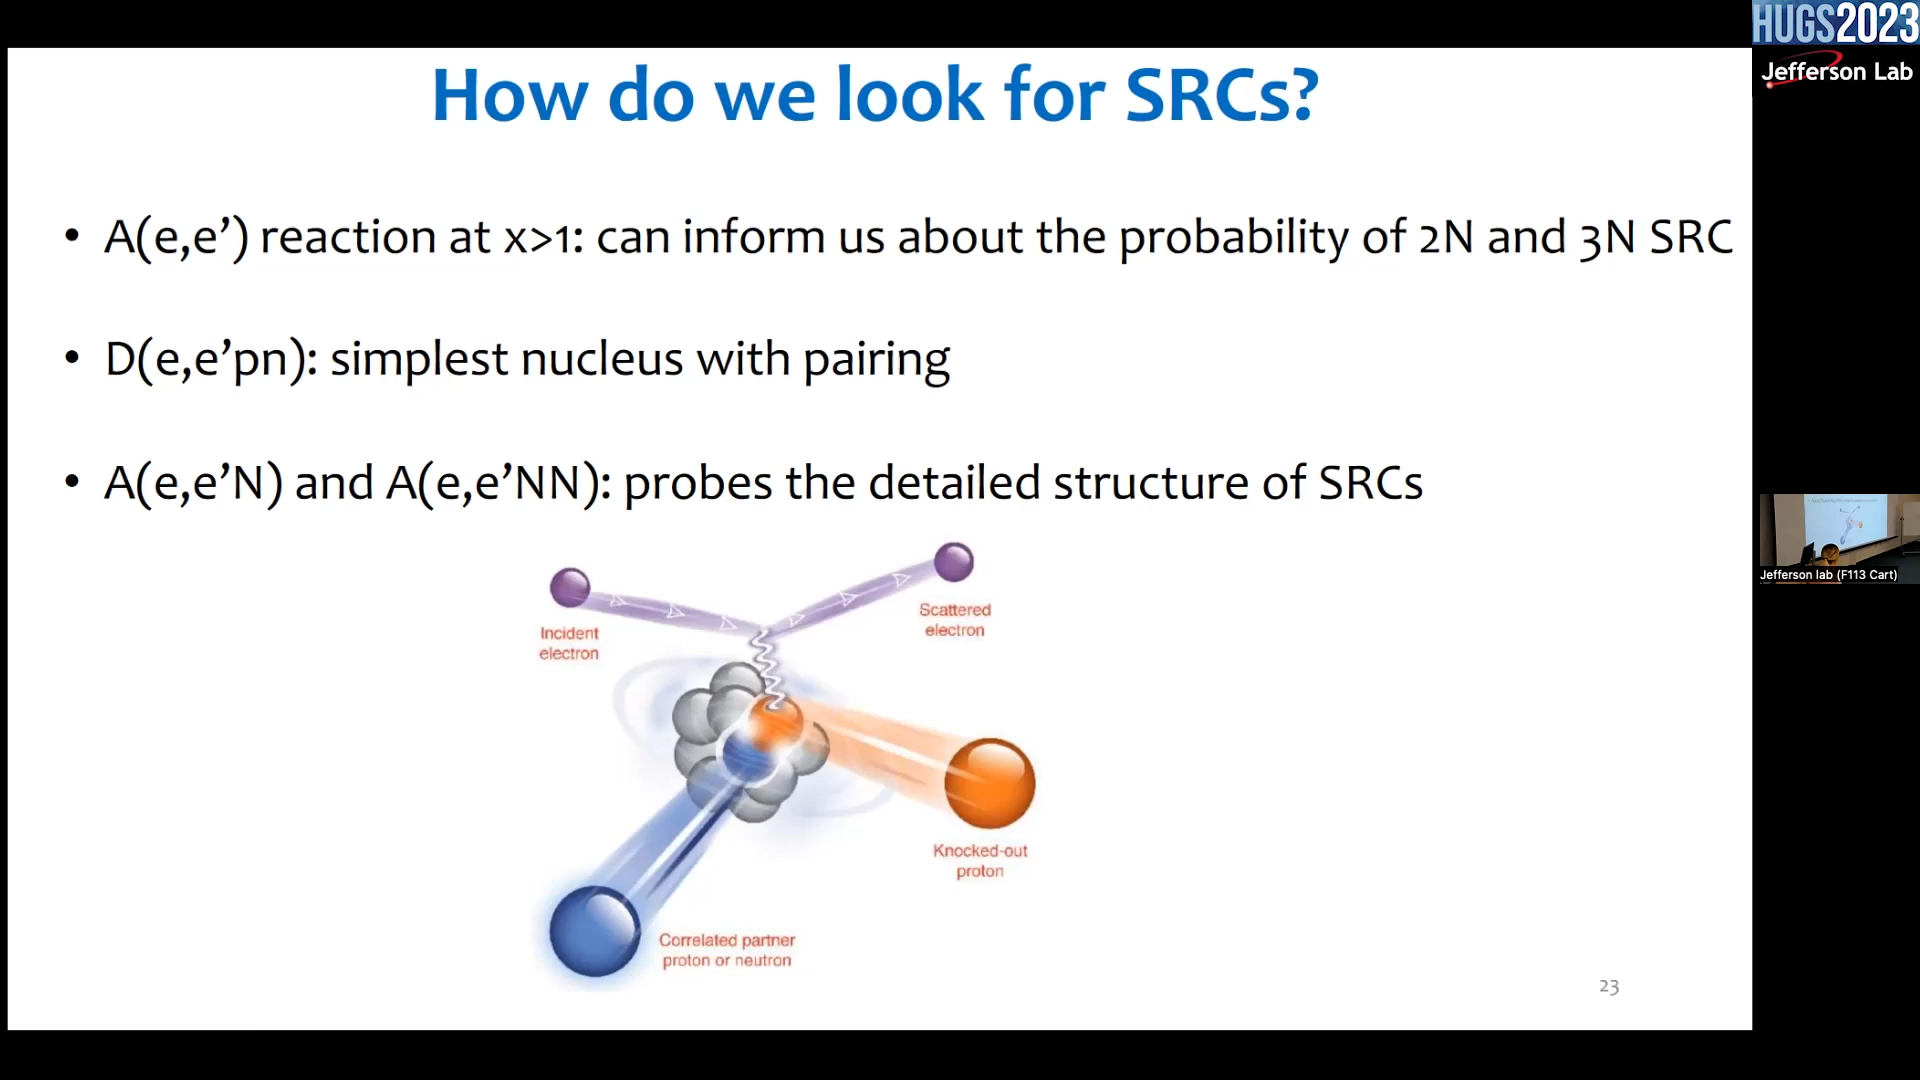 HUGS2023
Jefferson Lab
How do we look for SRCs?
• A(e,e’) reaction at x>1: can inform us about the probability of 2N and 3N SRC
• D(e,e’pn): simplest nucleus with pairing
• A(e,e’N) and A(e,e’NN): probes the detailed structure of SRCs
Incident
electron
Scattered
electron
Knocked-out
proton
Correlated partner
proton or neutron
23
Jefferson lab (F113 Cart)